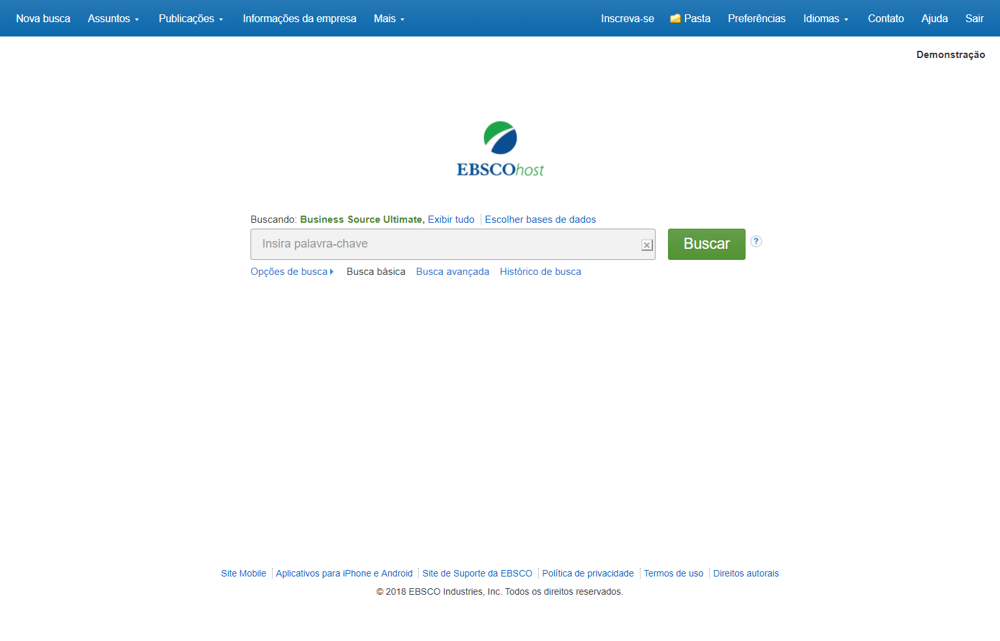 Nova busca Assuntos Publicações Informações da empresa Mais Inscreva-se Pasta Preferências Idiomas Contato Ajuda Sair
Demonstração
EBSCOhost
Buscando: Business Source Ultimate, Exibir tudo Escolher bases de dados
Insira palavra-chave Buscar ?
Opções de busca Busca básica Busca avançada Histórico de busca
Site Mobile Aplicativos para iPhone e Android Site de Suporte da EBSCO Política de privacidade Termos de uso Direitos autorais
© 2018 EBSCO Industries, Inc. Todos os direitos reservados.